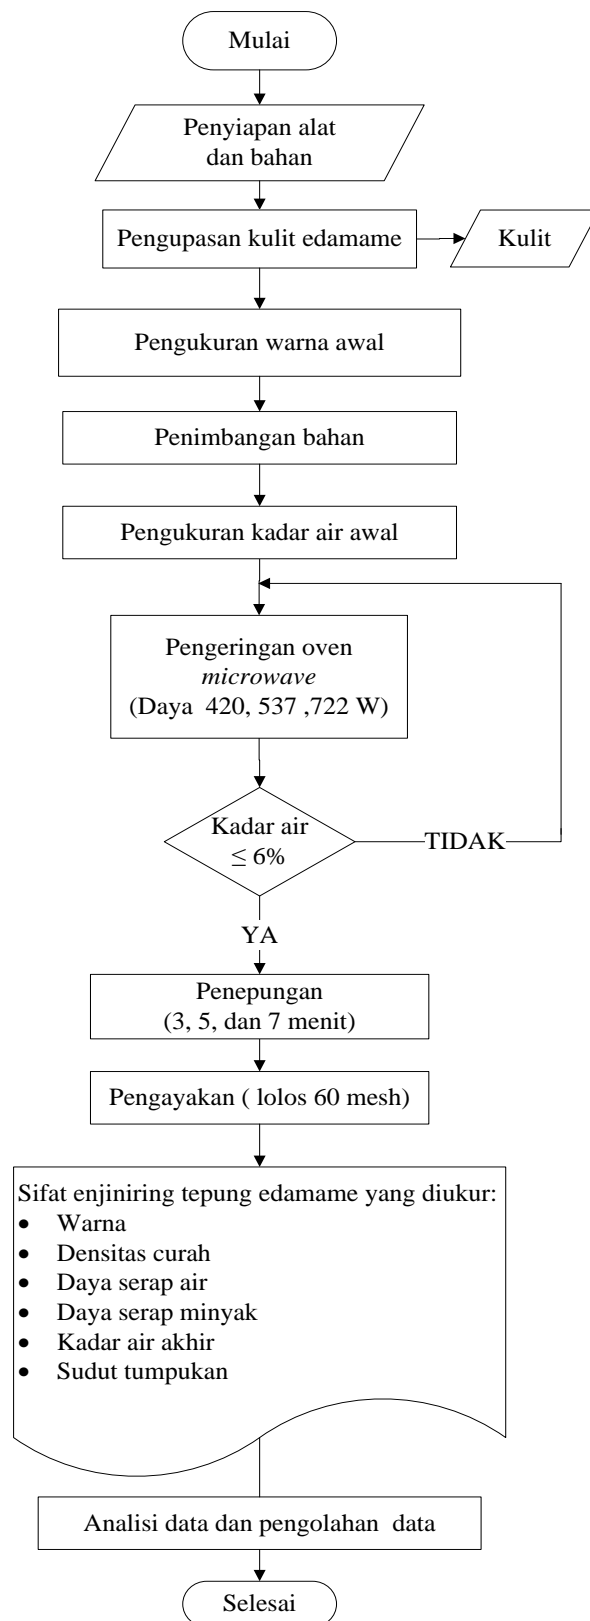 Mulai
Penyiapan alat
dan bahan
Pengupasan kulit edamame
Kulit
Pengukuran warna awal
Penimbangan bahan
Pengukuran kadar air awal
Pengeringan oven
microwave
(Daya  420, 537 ,722 W)
Kadar air
≤ 6%
TIDAK
YA
Penepungan
(3, 5, dan 7 menit)
Pengayakan ( lolos 60 mesh)
Sifat enjiniring tepung edamame yang diukur:
• Warna
• Densitas curah
• Daya serap air
• Daya serap minyak
• Kadar air akhir
• Sudut tumpukan
Analisi data dan pengolahan  data
Selesai